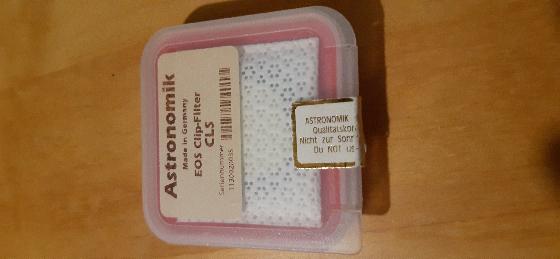 Astronomik
Made in Germany
EOS Clip-Filter
CLS
Seriennummer
ASTRONOMIK
Qualitätskon
Nicht zur Sonn
Do NOT us